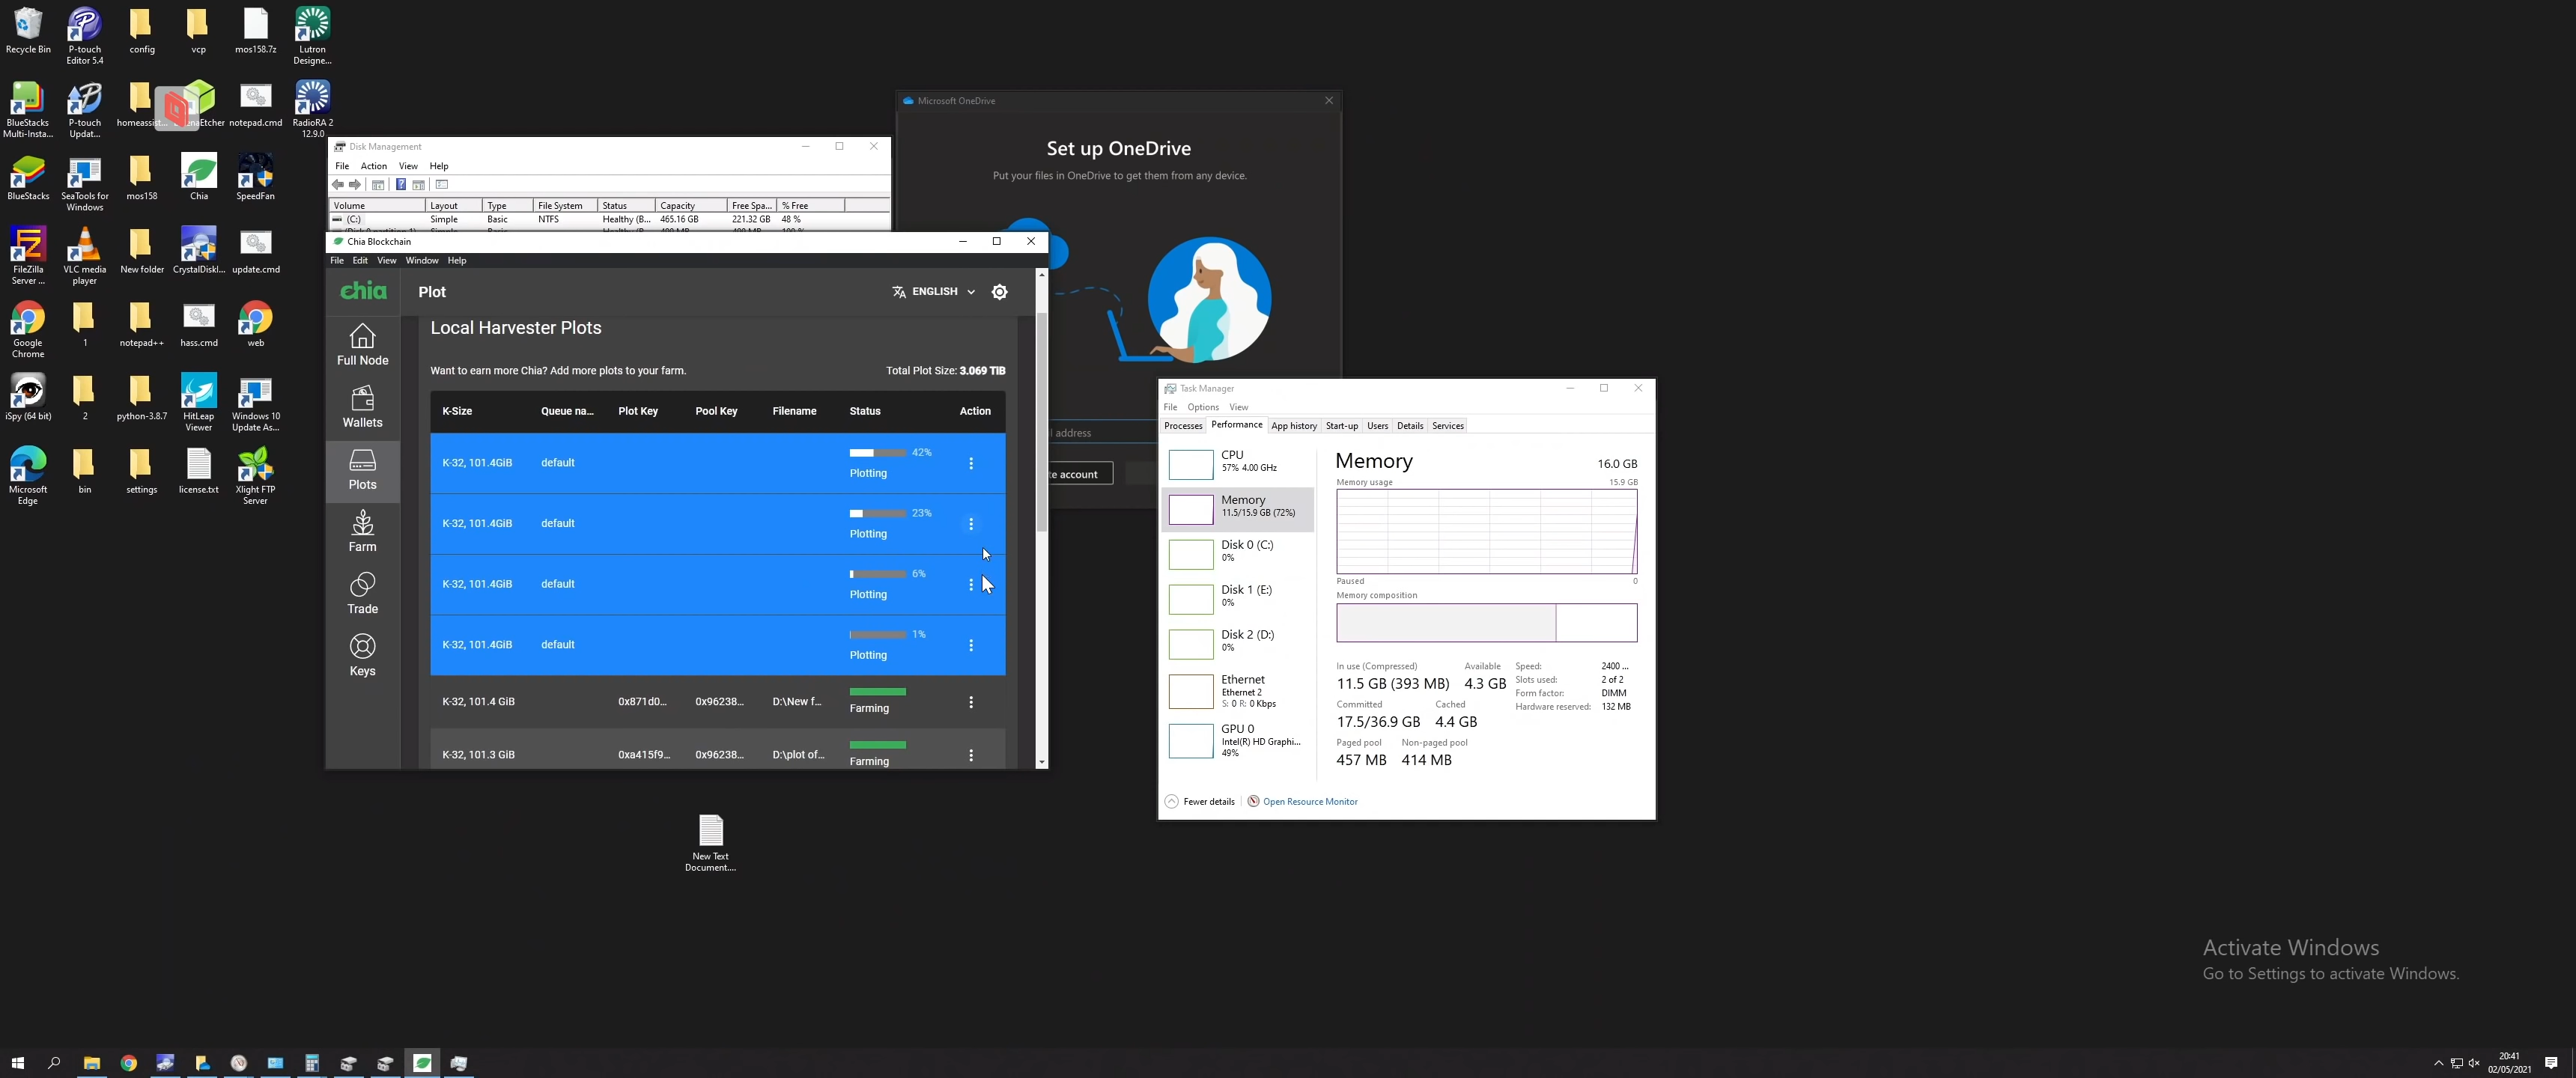 Recycle Bin
P-touch
Editor 5.4
config
vcp
mos158.7z
Lutron
Designe...
BlueStacks
Multi-Insta...
P-touch
Updat...
homeassist...
notepad.cmd
RadioRA 2
12.9.0
BlueStacks
SeaTools for
Windows
mos158
Chia
SpeedFan
FileZilla
Server ...
VLC media
player
New folder
CrystalDiskI...
update.cmd
Google
Chrome
1
notepad++
hass.cmd
web
iSpy (64 bit)
2
python-3.8.7
HitLeap
Viewer
Windows 10
Update As...
Microsoft
Edge
bin
settings
license.txt
Xlight FTP
Server
Disk Management
File Action View Help
Volume Layout Type File System Status Capacity Free Spa... % Free
(C:) Simple Basic NTFS Healthy (B... 465.16 GB 221.32 GB 48 %
Microsoft OneDrive
Set up OneDrive
Put your files in OneDrive to get them from any device.
address
account
Chia Blockchain
File Edit View Window Help
chia
Plot
ENGLISH
Full Node
Wallets
Plots
Farm
Trade
Keys
Local Harvester Plots
Want to earn more Chia? Add more plots to your farm.
Total Plot Size: 3.069 TiB
K-Size Queue na... Plot Key Pool Key Filename Status Action
K-32, 101.4GiB default 42%
Plotting
K-32, 101.4GiB default 23%
Plotting
K-32, 101.4GiB default 6%
Plotting
K-32, 101.4GiB default 1%
Plotting
K-32, 101.4 GiB 0x871d0... 0x96238... D:\New f...
Farming
K-32, 101.3 GiB 0xa415f9... 0x96238... D:\plot of...
Farming
Task Manager
File Options View
Processes Performance App history Start-up Users Details Services
CPU
57% 4.00 GHz
Memory
11.5/15.9 GB (72%)
Disk 0 (C:)
0%
Disk 1 (E:)
0%
Disk 2 (D:)
0%
Ethernet
Ethernet 2
S: 0 R: 0 Kbps
GPU 0
Intel(R) HD Graphi...
49%
Memory 16.0 GB
Memory usage 15.9 GB
Paused 0
Memory composition
In use (Compressed) Available
11.5 GB (393 MB) 4.3 GB
Committed Cached
17.5/36.9 GB 4.4 GB
Paged pool Non-paged pool
457 MB 414 MB
Speed: 2400 ...
Slots used: 2 of 2
Form factor: DIMM
Hardware reserved: 132 MB
Fewer details
Open Resource Monitor
New Text
Document....
Activate Windows
Go to Settings to activate Windows.
20:41
02/05/2021